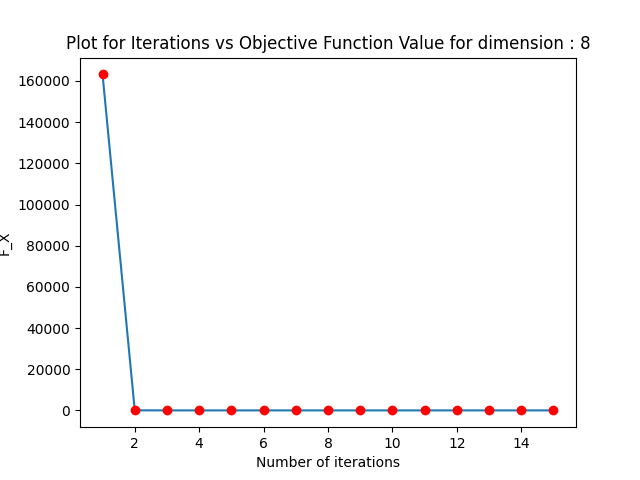 Plot for Iterations vs Objective Function Value for dimension : 8
160000
140000
120000
100000
80000
60000
40000
20000
0
F_X
2 4 6 8 10 12 14
Number of iterations